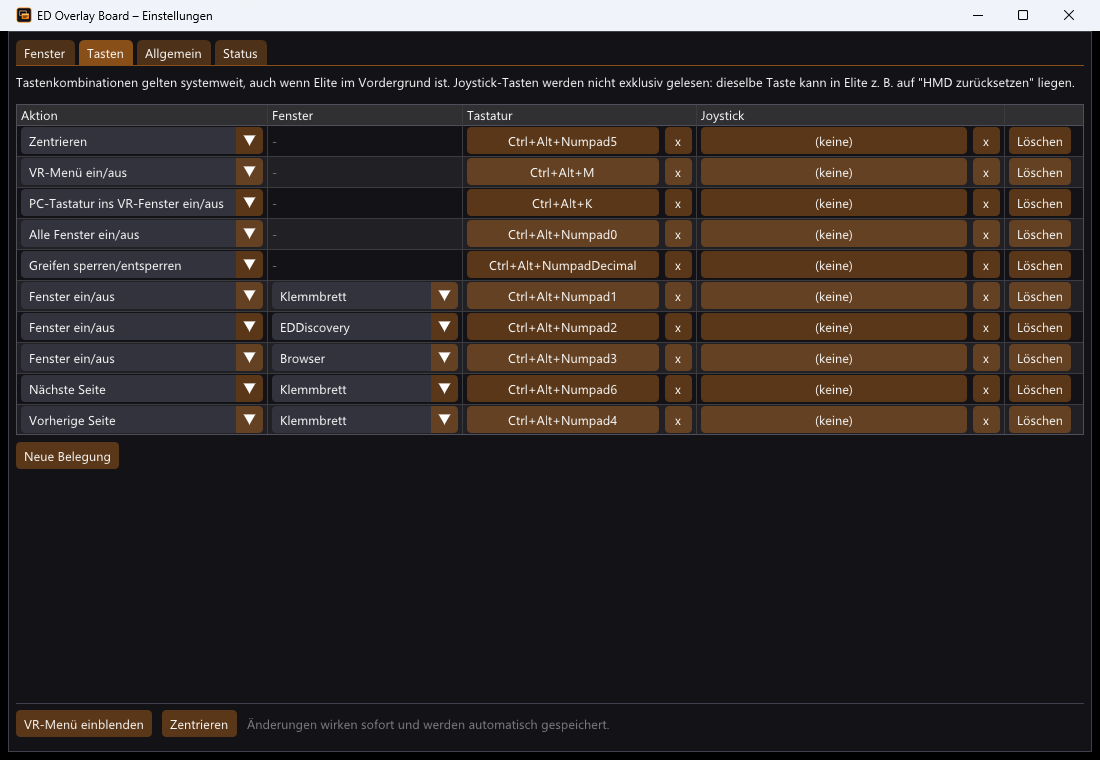 ED Overlay Board – Einstellungen
Fenster Tasten Allgemein Status
Tastenkombinationen gelten systemweit, auch wenn Elite im Vordergrund ist. Joystick-Tasten werden nicht exklusiv gelesen: dieselbe Taste kann in Elite z. B. auf "HMD zurücksetzen" liegen.
Aktion Fenster Tastatur Joystick
Zentrieren - Ctrl+Alt+Numpad5 x (keine) x Löschen
VR-Menü ein/aus - Ctrl+Alt+M x (keine) x Löschen
PC-Tastatur ins VR-Fenster ein/aus - Ctrl+Alt+K x (keine) x Löschen
Alle Fenster ein/aus - Ctrl+Alt+Numpad0 x (keine) x Löschen
Greifen sperren/entsperren - Ctrl+Alt+NumpadDecimal x (keine) x Löschen
Fenster ein/aus Klemmbrett Ctrl+Alt+Numpad1 x (keine) x Löschen
Fenster ein/aus EDDiscovery Ctrl+Alt+Numpad2 x (keine) x Löschen
Fenster ein/aus Browser Ctrl+Alt+Numpad3 x (keine) x Löschen
Nächste Seite Klemmbrett Ctrl+Alt+Numpad6 x (keine) x Löschen
Vorherige Seite Klemmbrett Ctrl+Alt+Numpad4 x (keine) x Löschen
Neue Belegung
VR-Menü einblenden Zentrieren Änderungen wirken sofort und werden automatisch gespeichert.